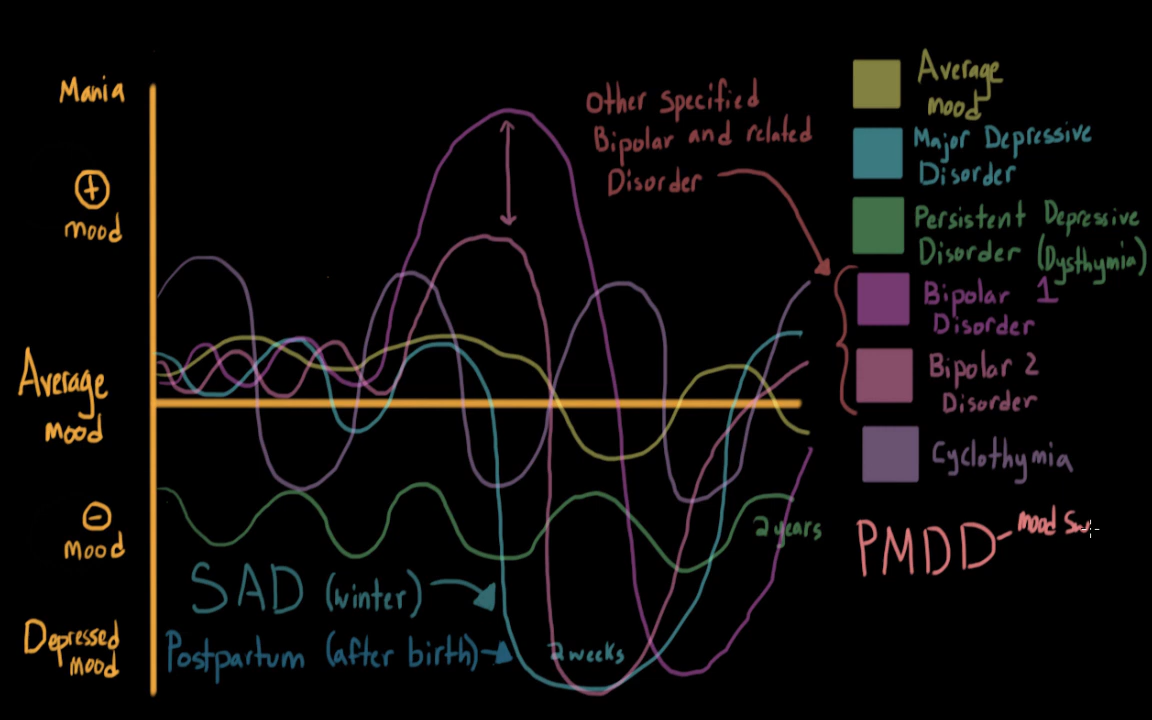 Mania
+
mood
Average
mood
-
mood
Depressed
mood
Other specified
Bipolar and related
Disorder
SAD (winter)
Postpartum (after birth)
2 weeks
2 years
Average
mood
Major Depressive
Disorder
Persistent Depressive
Disorder (Dysthymia)
Bipolar 1
Disorder
Bipolar 2
Disorder
Cyclothymia
PMDD - mood Sw